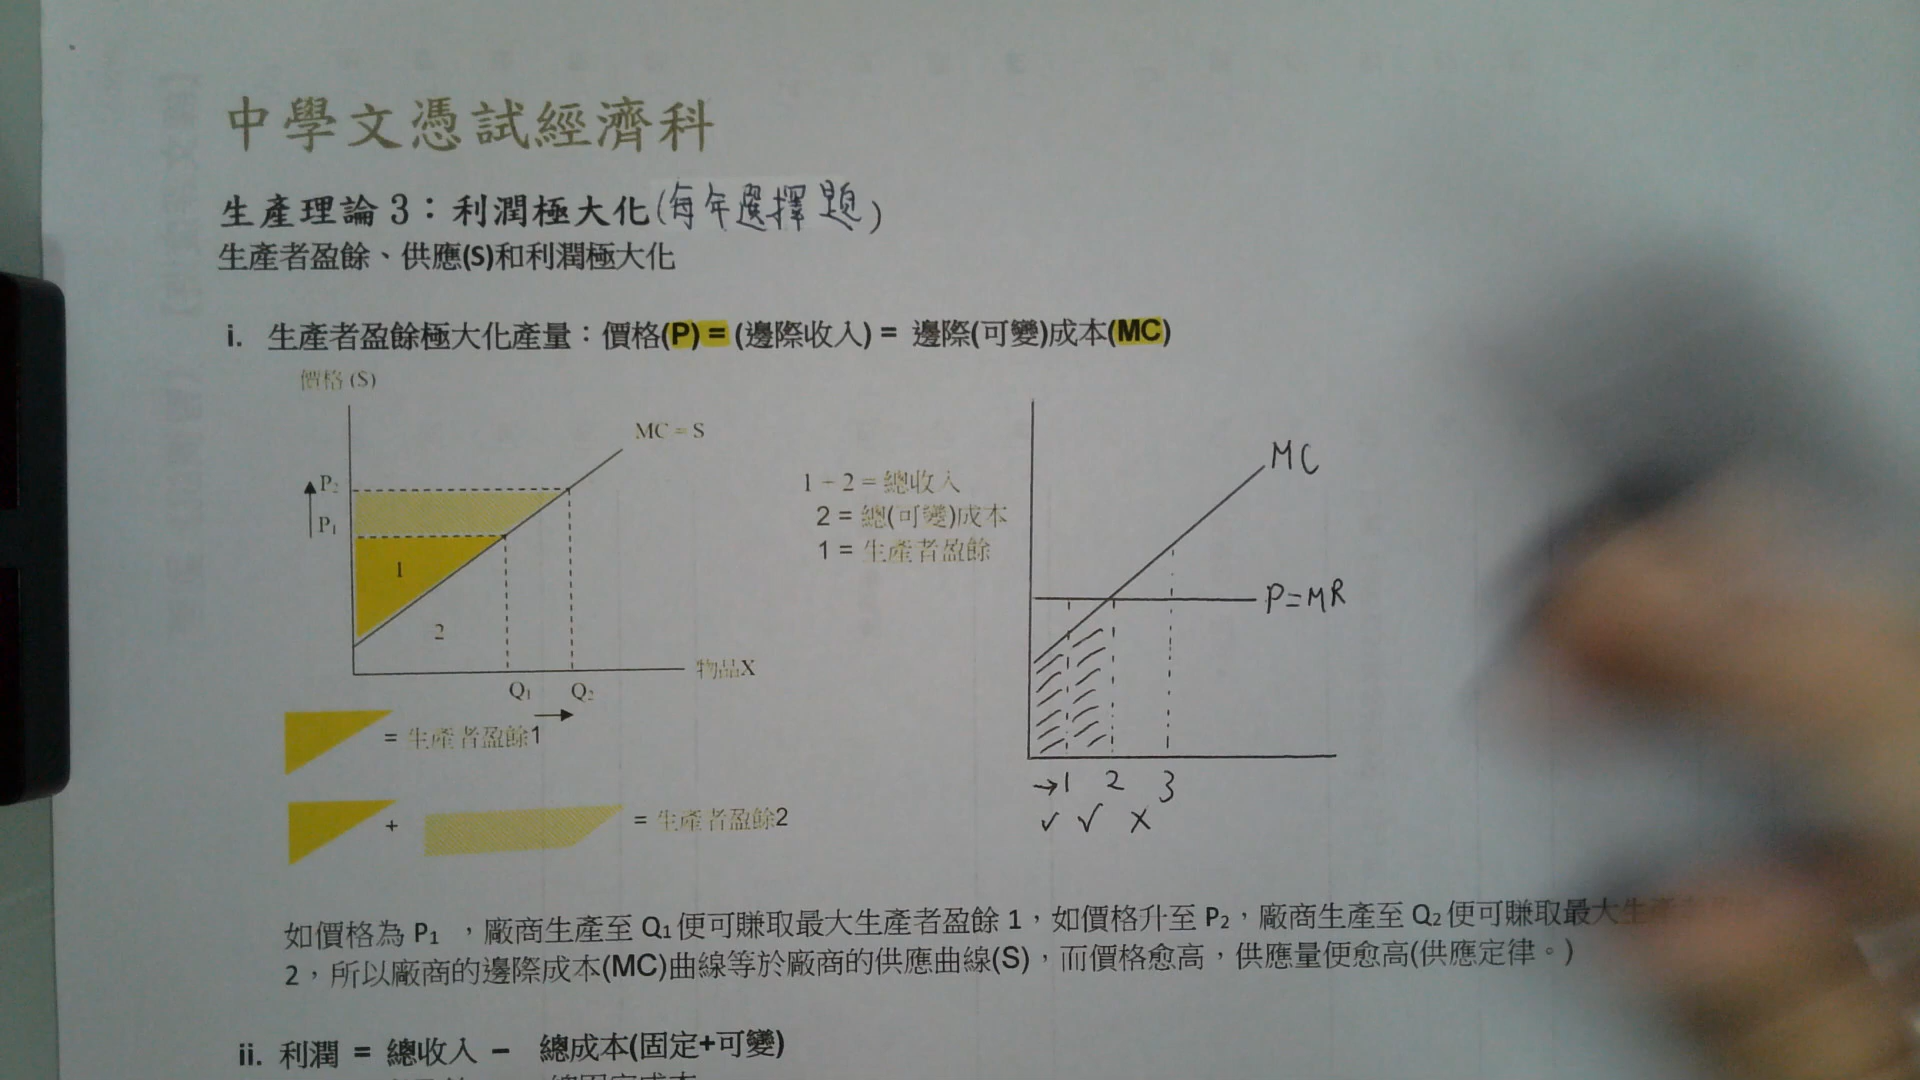 中學文憑試經濟科
生產理論 3：利潤極大化(每年選擇題)
生產者盈餘、供應(S)和利潤極大化
i. 生產者盈餘極大化產量：價格(P) = (邊際收入) = 邊際(可變)成本(MC)
價格 (S)
MC = S
P₂
P₁
1
2
Q₁ Q₂
物品X
1 + 2 = 總收入
2 = 總(可變)成本
1 = 生產者盈餘
MC
P=MR
→1 2 3
✓ ✓ X
= 生產者盈餘1
+ = 生產者盈餘2
如價格為 P₁ ，廠商生產至 Q₁ 便可賺取最大生產者盈餘 1，如價格升至 P₂，廠商生產至 Q₂ 便可賺取最大生
2，所以廠商的邊際成本(MC)曲線等於廠商的供應曲線(S)，而價格愈高，供應量便愈高(供應定律。)
ii. 利潤 = 總收入 – 總成本(固定+可變)